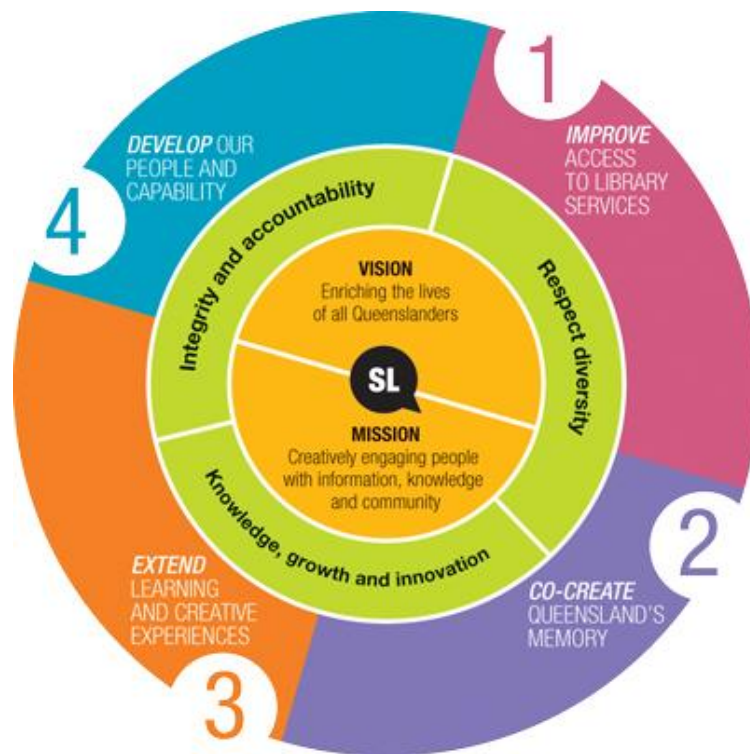 1
IMPROVE
ACCESS
TO LIBRARY
SERVICES
2
CO-CREATE
QUEENSLAND'S
MEMORY
3
EXTEND
LEARNING
AND CREATIVE
EXPERIENCES
4
DEVELOP OUR
PEOPLE AND
CAPABILITY
Integrity and accountability
Respect diversity
Knowledge, growth and innovation
VISION
Enriching the lives
of all Queenslanders
SL
MISSION
Creatively engaging people
with information, knowledge
and community